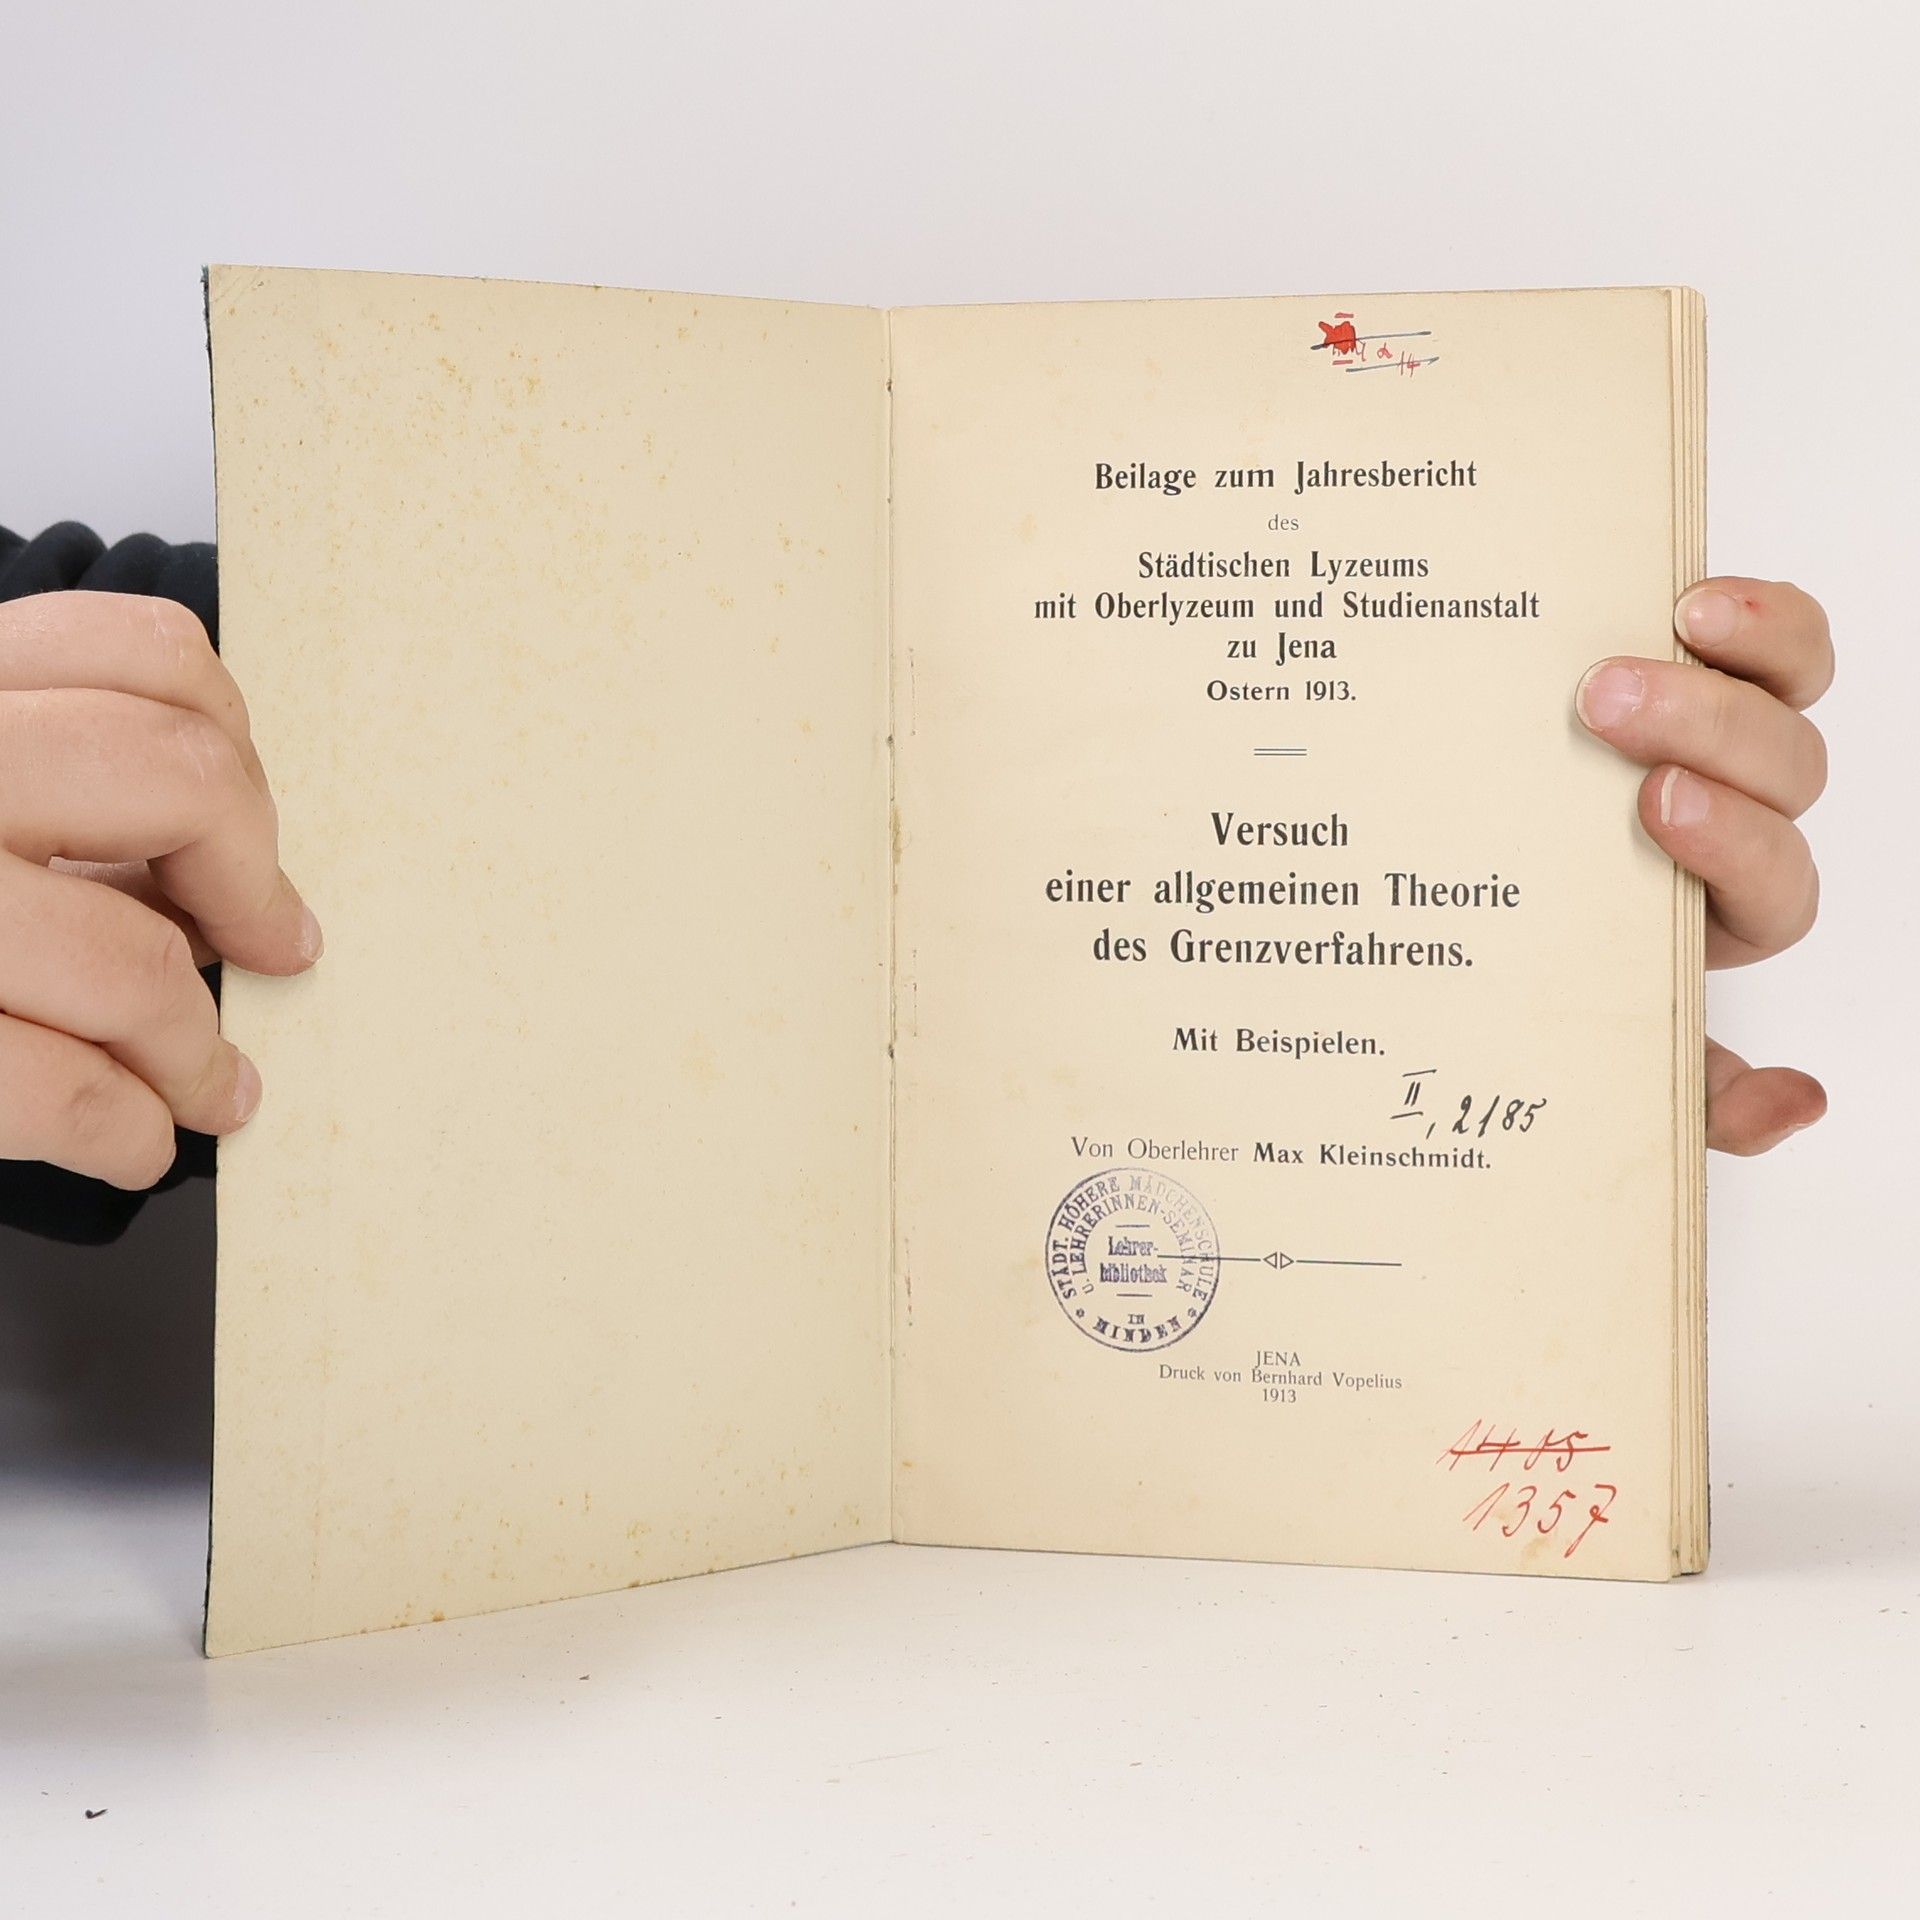 Beilage zum Jahresbericht
des
Städtischen Lyzeums
mit Oberlyzeum und Studienanstalt
zu Jena
Ostern 1913.
Versuch
einer allgemeinen Theorie
des Grenzverfahrens.
Mit Beispielen.
II, 2185
Von Oberlehrer Max Kleinschmidt.
STÄDT. HÖHERE MÄDCHENSCHULE
U. LEHRERINNEN-SEMINAR
Lehrer-
bibliothek
IN
MINDEN
JENA
Druck von Bernhard Vopelius
1913
1357